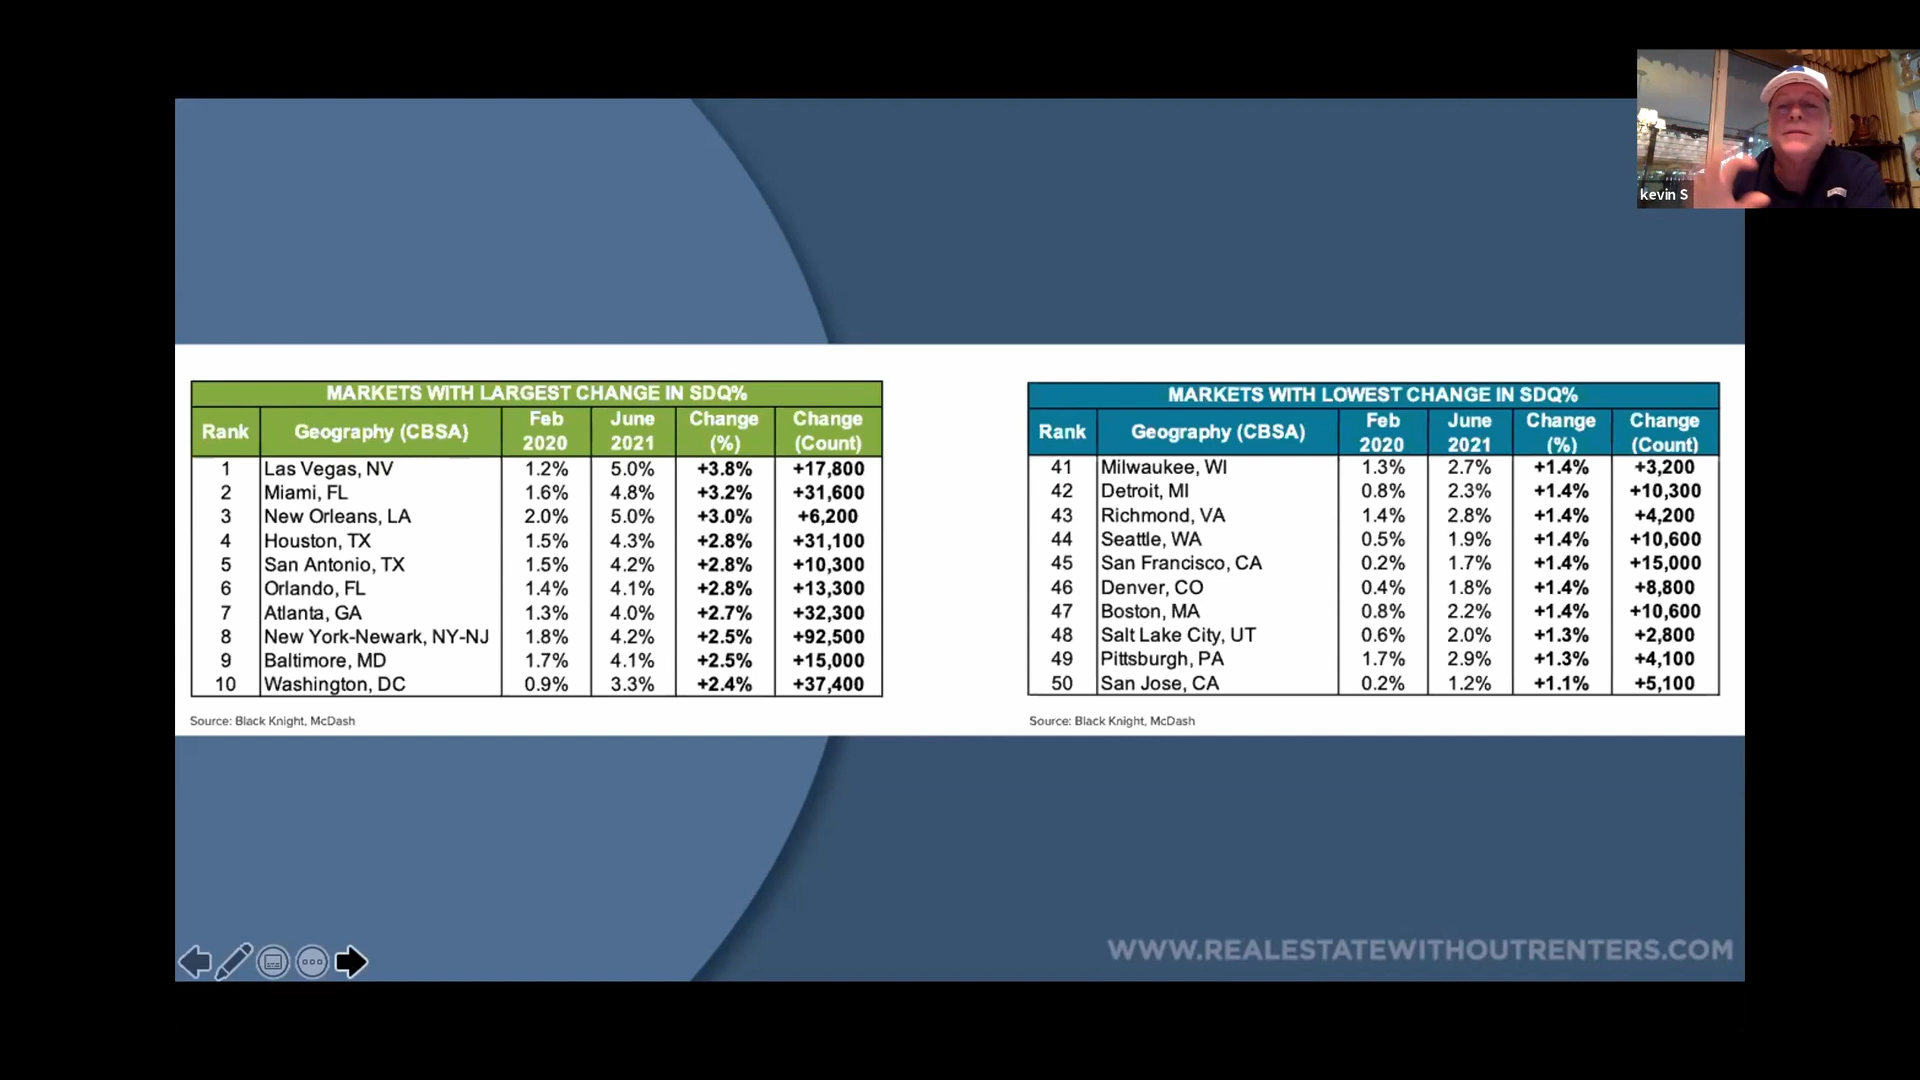 kevin S
MARKETS WITH LARGEST CHANGE IN SDQ%
Rank Geography (CBSA) Feb 2020 June 2021 Change (%) Change (Count)
1 Las Vegas, NV 1.2% 5.0% +3.8% +17,800
2 Miami, FL 1.6% 4.8% +3.2% +31,600
3 New Orleans, LA 2.0% 5.0% +3.0% +6,200
4 Houston, TX 1.5% 4.3% +2.8% +31,100
5 San Antonio, TX 1.5% 4.2% +2.8% +10,300
6 Orlando, FL 1.4% 4.1% +2.8% +13,300
7 Atlanta, GA 1.3% 4.0% +2.7% +32,300
8 New York-Newark, NY-NJ 1.8% 4.2% +2.5% +92,500
9 Baltimore, MD 1.7% 4.1% +2.5% +15,000
10 Washington, DC 0.9% 3.3% +2.4% +37,400
Source: Black Knight, McDash
MARKETS WITH LOWEST CHANGE IN SDQ%
Rank Geography (CBSA) Feb 2020 June 2021 Change (%) Change (Count)
41 Milwaukee, WI 1.3% 2.7% +1.4% +3,200
42 Detroit, MI 0.8% 2.3% +1.4% +10,300
43 Richmond, VA 1.4% 2.8% +1.4% +4,200
44 Seattle, WA 0.5% 1.9% +1.4% +10,600
45 San Francisco, CA 0.2% 1.7% +1.4% +15,000
46 Denver, CO 0.4% 1.8% +1.4% +8,800
47 Boston, MA 0.8% 2.2% +1.4% +10,600
48 Salt Lake City, UT 0.6% 2.0% +1.3% +2,800
49 Pittsburgh, PA 1.7% 2.9% +1.3% +4,100
50 San Jose, CA 0.2% 1.2% +1.1% +5,100
Source: Black Knight, McDash
WWW.REALESTATEWITHOUTRENTERS.COM